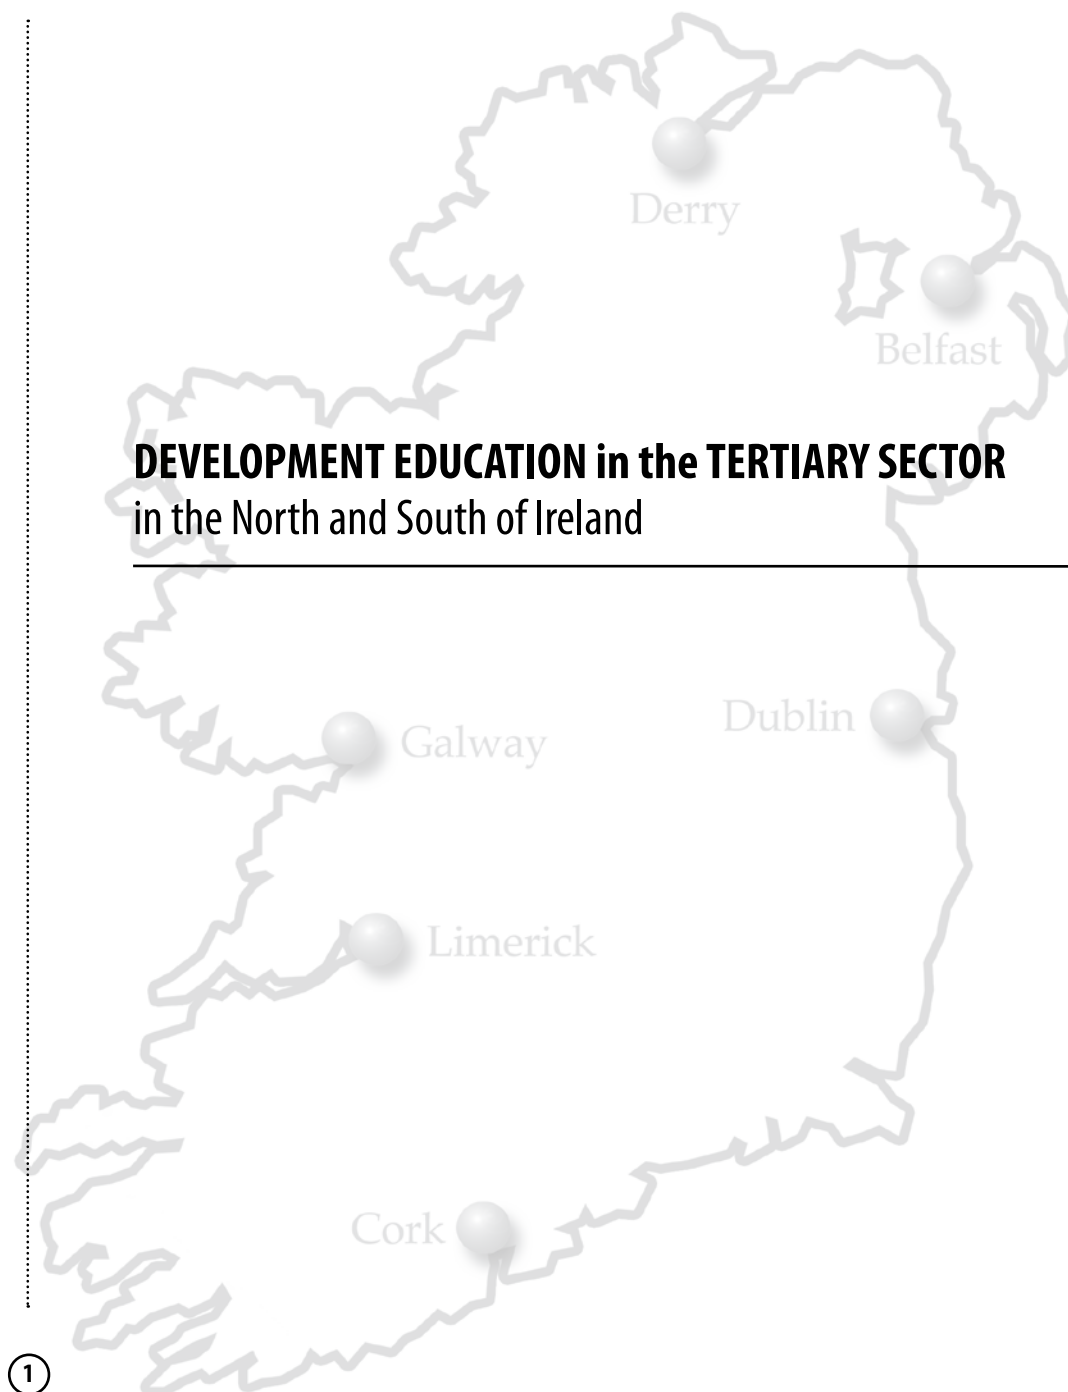 Derry
Belfast
DEVELOPMENT EDUCATION in the TERTIARY SECTOR
in the North and South of Ireland
Dublin
Galway
Limerick
Cork
1